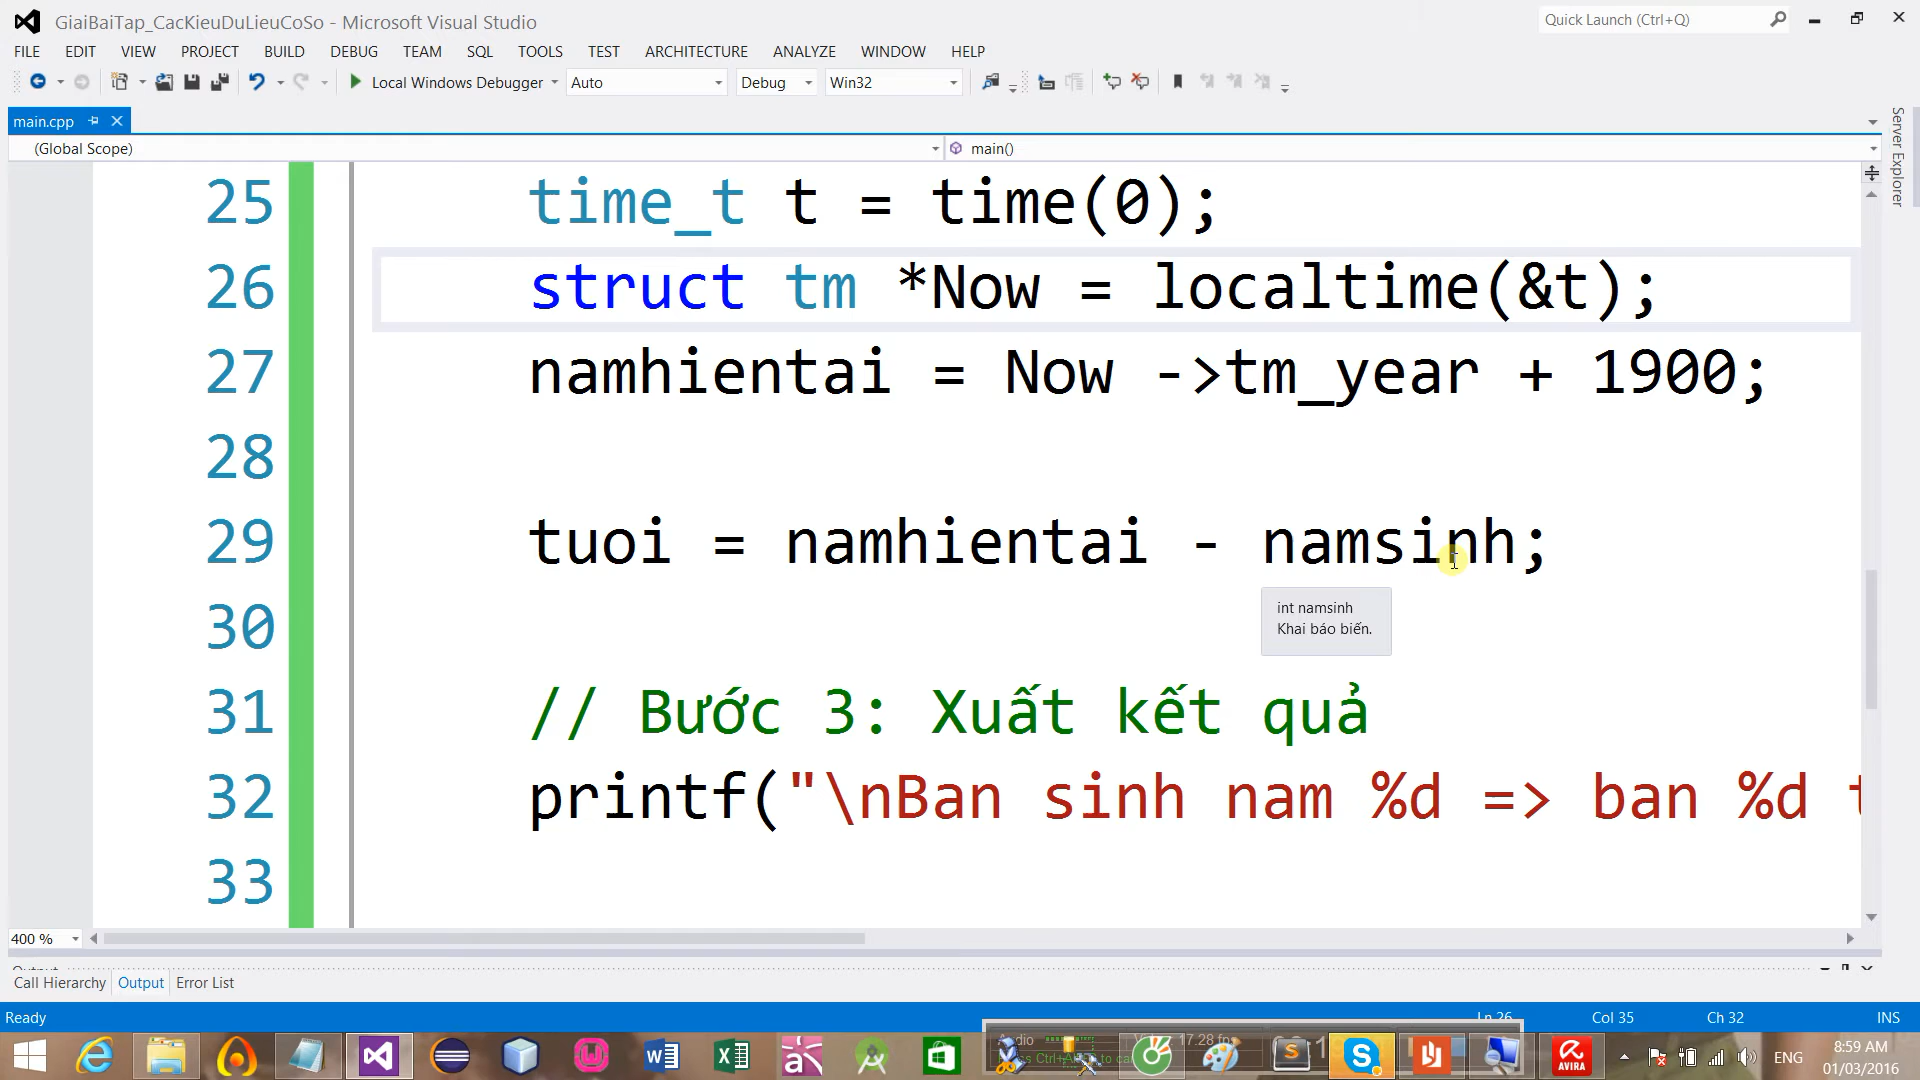 GiaiBaiTap_CacKieuDuLieuCoSo - Microsoft Visual Studio
Quick Launch (Ctrl+Q)
FILE EDIT VIEW PROJECT BUILD DEBUG TEAM SQL TOOLS TEST ARCHITECTURE ANALYZE WINDOW HELP
Local Windows Debugger Auto Debug Win32
main.cpp
(Global Scope) main()
Server Explorer
25 time_t t = time(0);
26 struct tm *Now = localtime(&t);
27 namhientai = Now ->tm_year + 1900;
28
29 tuoi = namhientai - namsinh;
int namsinh
Khai báo biến.
30
31 // Bước 3: Xuất kết quả
32 printf("\nBan sinh nam %d => ban %d t
33
400 %
Call Hierarchy Output Error List
Ready Ln 26 Col 35 Ch 32 INS
ENG
8:59 AM
01/03/2016
AVIRA